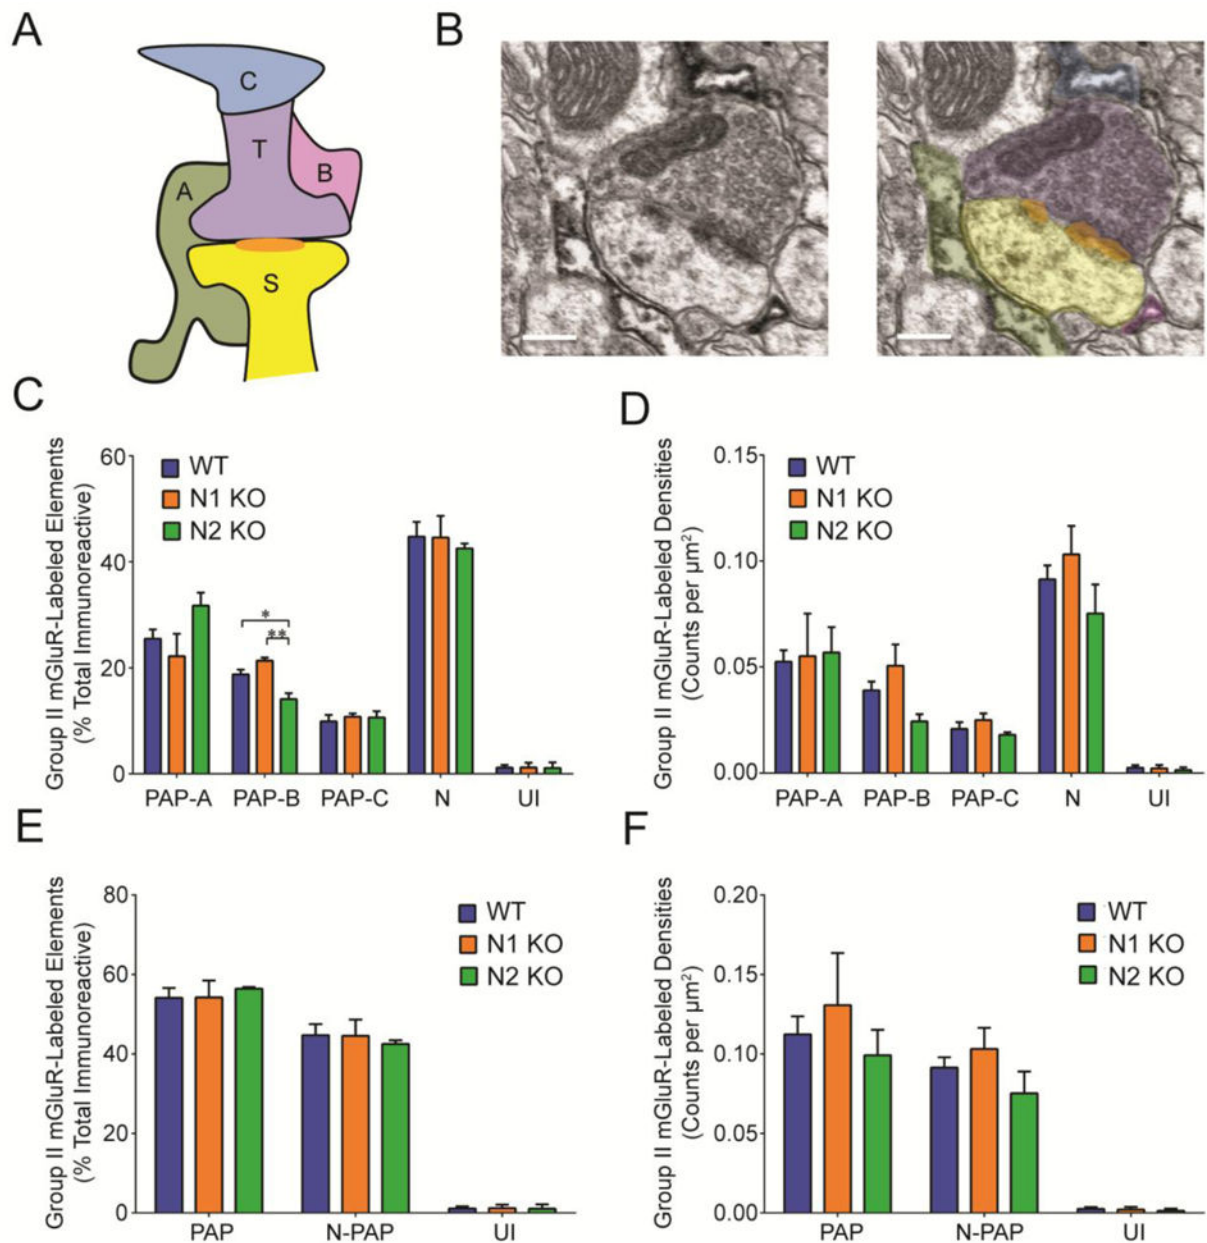 A
B
C
T
B
A
S
C
D
Group II mGluR-Labeled Elements
(% Total Immunoreactive)
60
40
20
0
WT
N1 KO
N2 KO
*
**
PAP-A PAP-B PAP-C N UI
Group II mGluR-Labeled Densities
(Counts per µm²)
0.15
0.10
0.05
0.00
WT
N1 KO
N2 KO
PAP-A PAP-B PAP-C N UI
E
F
Group II mGluR-Labeled Elements
(% Total Immunoreactive)
80
60
40
20
0
WT
N1 KO
N2 KO
PAP N-PAP UI
Group II mGluR-Labeled Densities
(Counts per µm²)
0.20
0.15
0.10
0.05
0.00
WT
N1 KO
N2 KO
PAP N-PAP UI